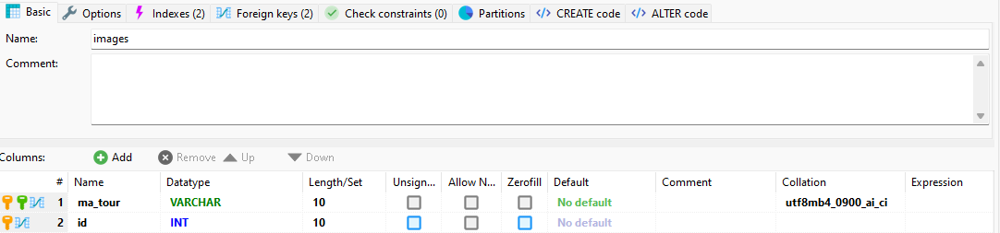 Basic Options Indexes (2) Foreign keys (2) Check constraints (0) Partitions CREATE code ALTER code
Name: images
Comment:
Columns: Add Remove Up Down
# Name Datatype Length/Set Unsign... Allow N... Zerofill Default Comment Collation Expression
1 ma_tour VARCHAR 10 No default utf8mb4_0900_ai_ci
2 id INT 10 No default